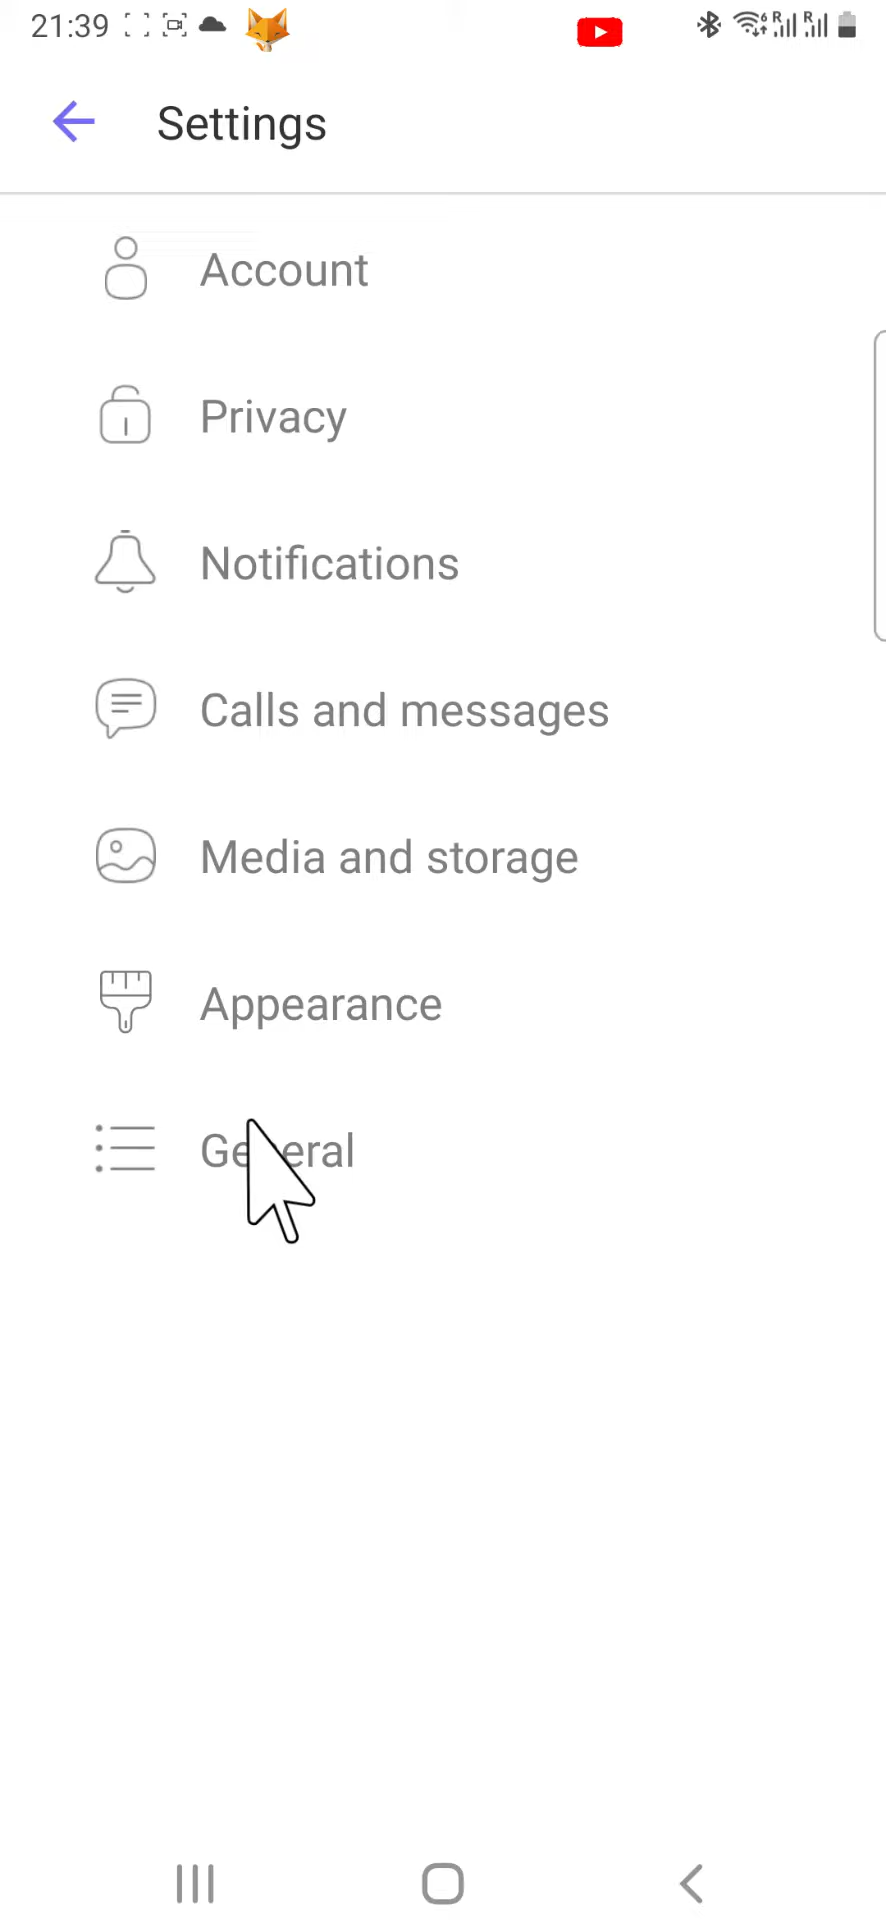 21:39
Settings
Account
Privacy
Notifications
Calls and messages
Media and storage
Appearance
General